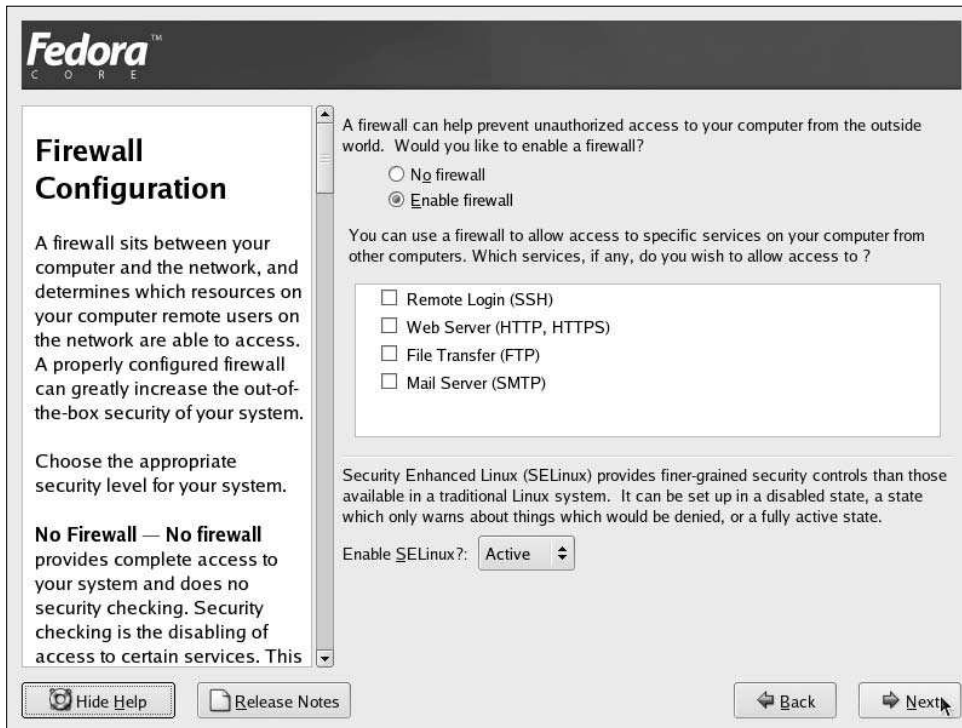 Fedora™
CORE
Firewall
Configuration
A firewall sits between your
computer and the network, and
determines which resources on
your computer remote users on
the network are able to access.
A properly configured firewall
can greatly increase the out-of-
the-box security of your system.
Choose the appropriate
security level for your system.
No Firewall — No firewall
provides complete access to
your system and does no
security checking. Security
checking is the disabling of
access to certain services. This
A firewall can help prevent unauthorized access to your computer from the outside
world. Would you like to enable a firewall?
No firewall
Enable firewall
You can use a firewall to allow access to specific services on your computer from
other computers. Which services, if any, do you wish to allow access to ?
Remote Login (SSH)
Web Server (HTTP, HTTPS)
File Transfer (FTP)
Mail Server (SMTP)
Security Enhanced Linux (SELinux) provides finer-grained security controls than those
available in a traditional Linux system. It can be set up in a disabled state, a state
which only warns about things which would be denied, or a fully active state.
Enable SELinux?: Active
Hide Help
Release Notes
Back
Next